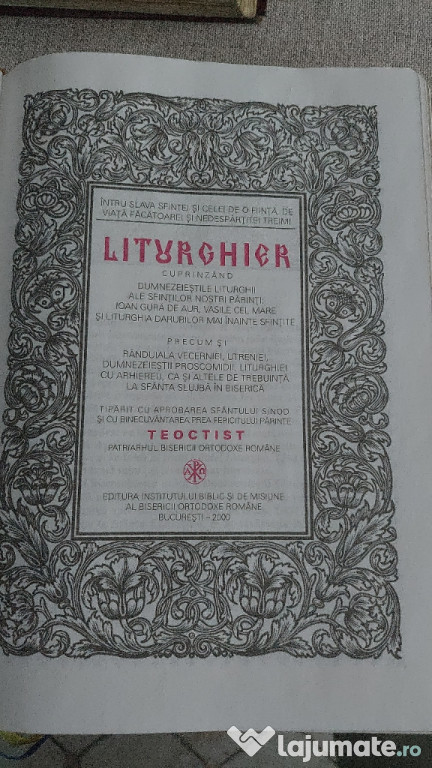 ÎNTRU SLAVA SFINTEI ȘI CELEI DE O FIINȚĂ, DE
VIAȚĂ FĂCĂTOAREI ȘI NEDESPĂRȚITEI TREIMI
LITURGHIER
CUPRINZÂND
DUMNEZEIEȘTILE LITURGHII
ALE SFINȚILOR NOȘTRI PĂRINȚI:
IOAN GURĂ DE AUR, VASILE CEL MARE
ȘI LITURGHIA DARURILOR MAI ÎNAINTE SFINȚITE
PRECUM ȘI
RÂNDUIALA VECERNIEI, UTRENIEI,
DUMNEZEIEȘTII PROSCOMIDII, LITURGHIEI
CU ARHIEREU, CA ȘI ALTELE DE TREBUINȚĂ
LA SFÂNTA SLUJBĂ ÎN BISERICĂ
TIPĂRIT CU APROBAREA SFÂNTULUI SINOD
ȘI CU BINECUVÂNTAREA PREA FERICITULUI PĂRINTE
TEOCTIST
PATRIARHUL BISERICII ORTODOXE ROMÂNE
EDITURA INSTITUTULUI BIBLIC ȘI DE MISIUNE
AL BISERICII ORTODOXE ROMÂNE
BUCUREȘTI – 2000
lajumate.ro